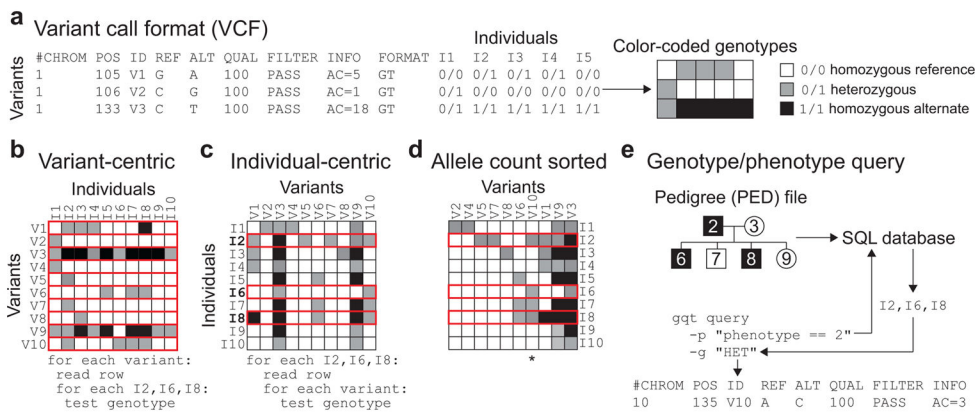 a Variant call format (VCF)
Individuals
#CHROM POS ID REF ALT QUAL FILTER INFO FORMAT I1 I2 I3 I4 I5
Variants
1 105 V1 G A 100 PASS AC=5 GT 0/0 0/1 0/1 0/1 0/0
1 106 V2 C G 100 PASS AC=1 GT 0/1 0/0 0/0 0/0 0/0
1 133 V3 C T 100 PASS AC=18 GT 0/1 1/1 1/1 1/1 1/1
Color-coded genotypes
0/0 homozygous reference
0/1 heterozygous
1/1 homozygous alternate
b Variant-centric
Individuals
I1 I2 I3 I4 I5 I6 I7 I8 I9 I10
Variants
V1
V2
V3
V4
V5
V6
V7
V8
V9
V10
for each variant:
read row
for each I2,I6,I8:
test genotype
c Individual-centric
Variants
V1 V2 V3 V4 V5 V6 V7 V8 V9 V10
Individuals
I1
I2
I3
I4
I5
I6
I7
I8
I9
I10
for each I2,I6,I8:
read row
for each variant:
test genotype
d Allele count sorted
Variants
V2 V4 V5 V7 V8 V6 V10 V1 V9 V3
I1
I2
I3
I4
I5
I6
I7
I8
I9
I10
*
e Genotype/phenotype query
Pedigree (PED) file
2 3
6 7 8 9
SQL database
I2,I6,I8
gqt query
-p "phenotype == 2"
-g "HET"
#CHROM POS ID REF ALT QUAL FILTER INFO
10 135 V10 A C 100 PASS AC=3